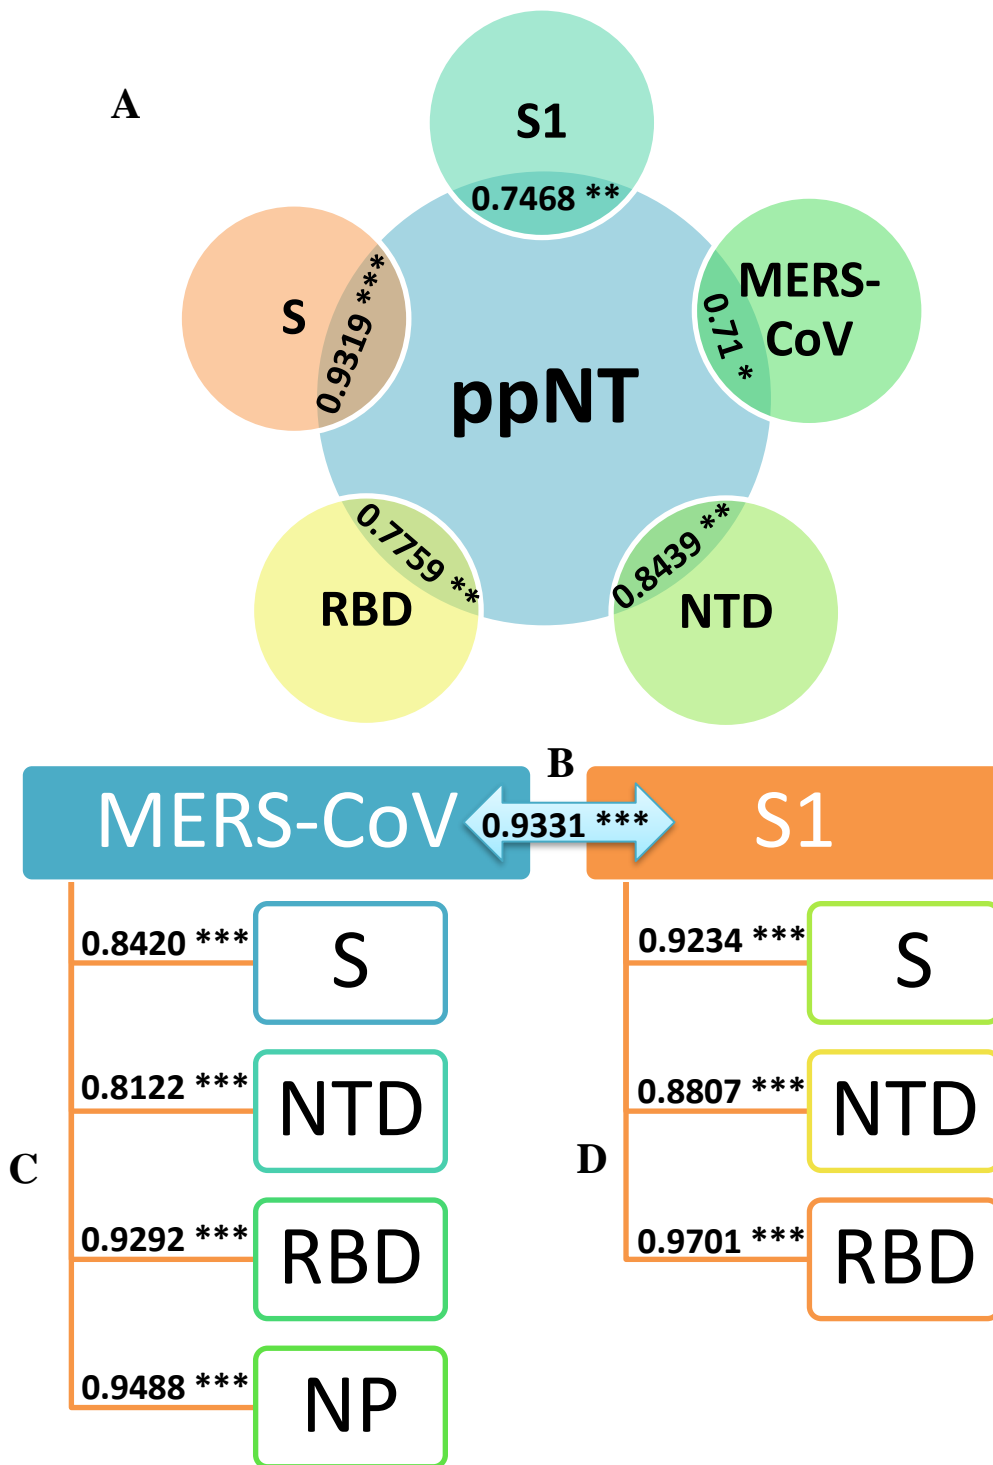 A
S1
0.7468 **
S
0.9319 ***
MERS-
CoV
0.71 *
ppNT
RBD
0.7759 **
NTD
0.8439 **
B
MERS-CoV
0.9331 ***
S1
C
0.8420 ***
S
0.8122 ***
NTD
0.9292 ***
RBD
0.9488 ***
NP
D
0.9234 ***
S
0.8807 ***
NTD
0.9701 ***
RBD